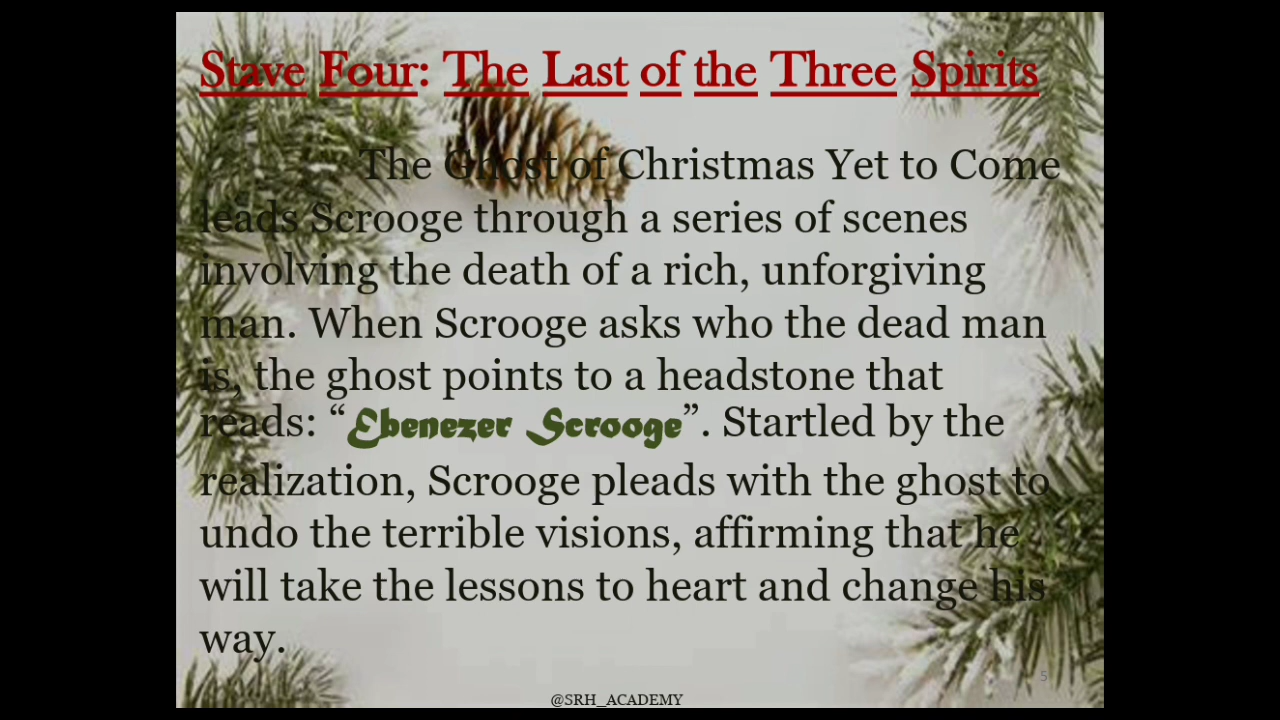 Stave Four: The Last of the Three Spirits
The Ghost of Christmas Yet to Come
leads Scrooge through a series of scenes
involving the death of a rich, unforgiving
man. When Scrooge asks who the dead man
is, the ghost points to a headstone that
reads: “Ebenezer Scrooge”. Startled by the
realization, Scrooge pleads with the ghost to
undo the terrible visions, affirming that he
will take the lessons to heart and change his
way.
5
@SRH_ACADEMY